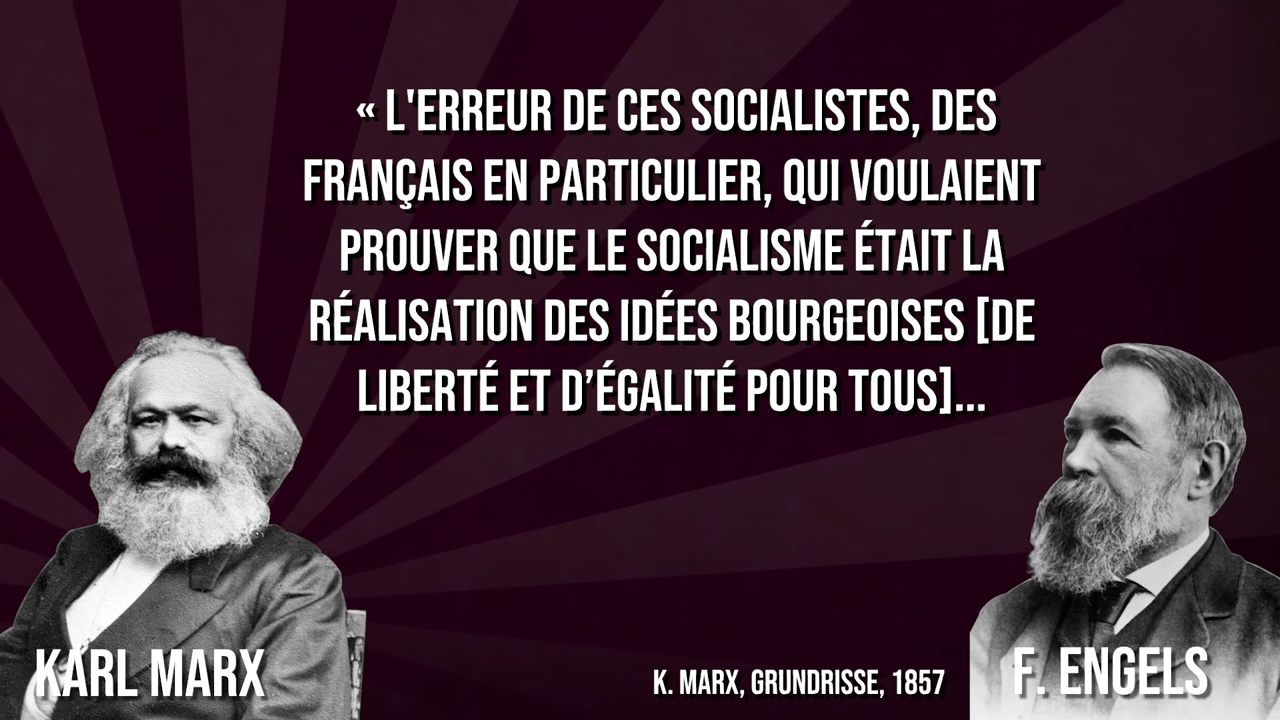 « L'ERREUR DE CES SOCIALISTES, DES
FRANÇAIS EN PARTICULIER, QUI VOULAIENT
PROUVER QUE LE SOCIALISME ÉTAIT LA
RÉALISATION DES IDÉES BOURGEOISES [DE
LIBERTÉ ET D’ÉGALITÉ POUR TOUS]...
KARL MARX
K. MARX, GRUNDRISSE, 1857
F. ENGELS